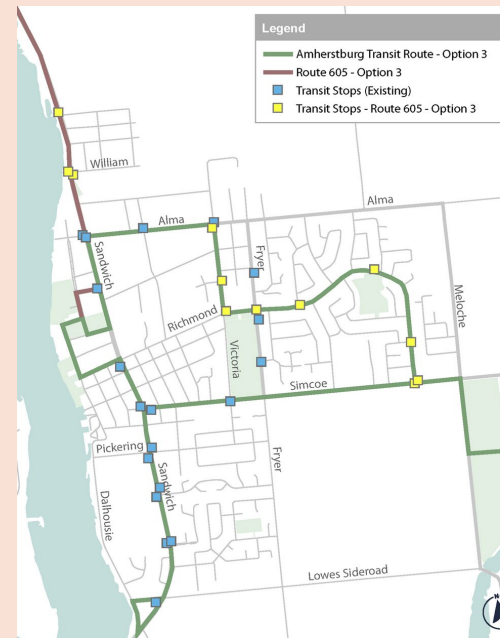 Legend
Amherstburg Transit Route - Option 3
Route 605 - Option 3
Transit Stops (Existing)
Transit Stops - Route 605 - Option 3
William
Alma
Alma
Sandwich
Fryer
Meloche
Richmond
Victoria
Simcoe
Pickering
Sandwich
Fryer
Dalhousie
Lowes Sideroad
N